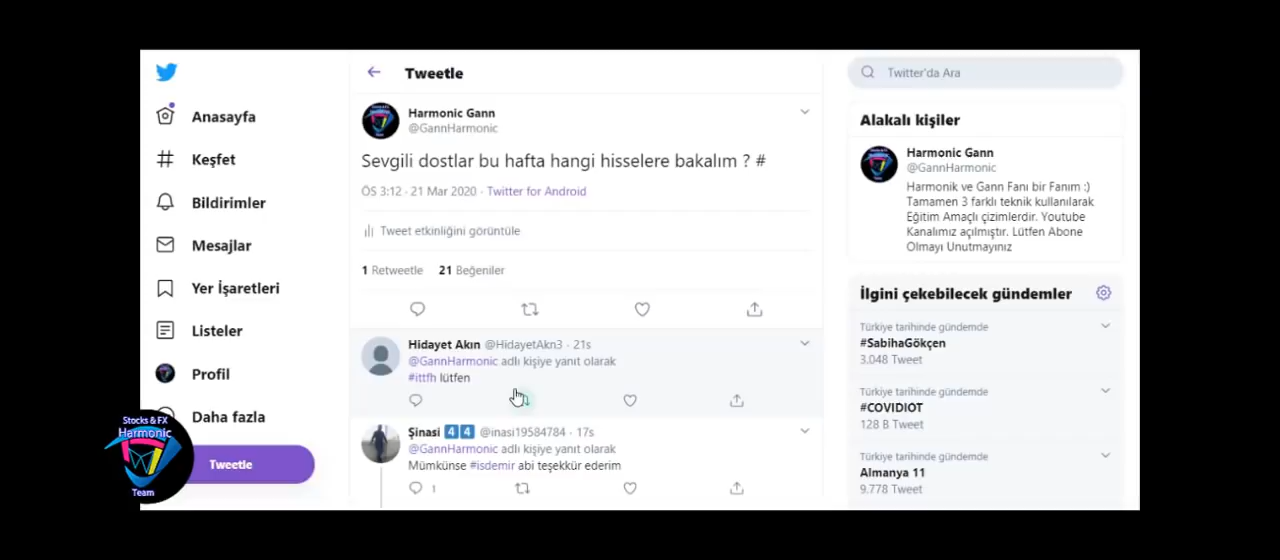 Anasayfa
Keşfet
Bildirimler
Mesajlar
Yer İşaretleri
Listeler
Profil
Daha fazla
Tweetle
Stocks & FX
Harmonic
Team
Tweetle
Harmonic Gann
@GannHarmonic
Sevgili dostlar bu hafta hangi hisselere bakalım ? #
ÖS 3:12 · 21 Mar 2020 · Twitter for Android
Tweet etkinliğini görüntüle
1 Retweetle 21 Beğeniler
Hidayet Akın @HidayetAkn3 · 21s
@GannHarmonic adlı kişiye yanıt olarak
#ittfh lütfen
Şinasi 4 4 @inasi19584784 · 17s
@GannHarmonic adlı kişiye yanıt olarak
Mümkünse #isdemir abi teşekkür ederim
1
Twitter'da Ara
Alakalı kişiler
Harmonic Gann
@GannHarmonic
Harmonik ve Gann Fanı bir Fanım :)
Tamamen 3 farklı teknik kullanılarak
Eğitim Amaçlı çizimlerdir. Youtube
Kanalımız açılmıştır. Lütfen Abone
Olmayı Unutmayınız
İlgini çekebilecek gündemler
Türkiye tarihinde gündemde
#SabihaGökçen
3.048 Tweet
Türkiye tarihinde gündemde
#COVIDIOT
128 B Tweet
Türkiye tarihinde gündemde
Almanya 11
9.778 Tweet